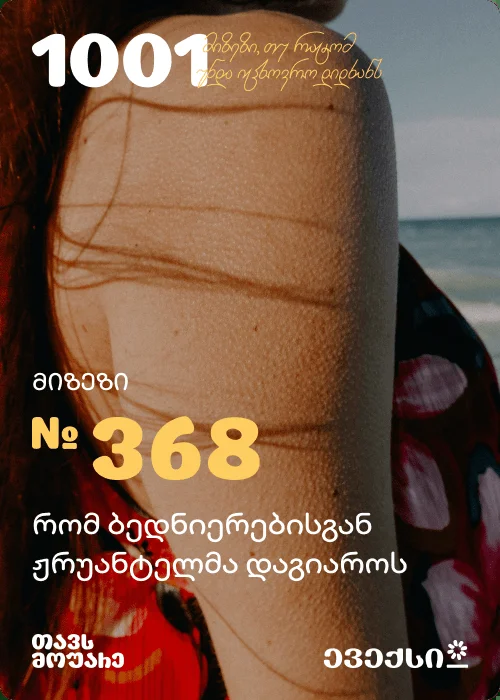 1001 მიზეზი, თუ რატომ
უნდა იცხოვრო დიდხანს
მიზეზი
№ 368
რომ ბედნიერებისგან
ჟრუანტელმა დაგიაროს
თავს
მოუარე
ევექსი